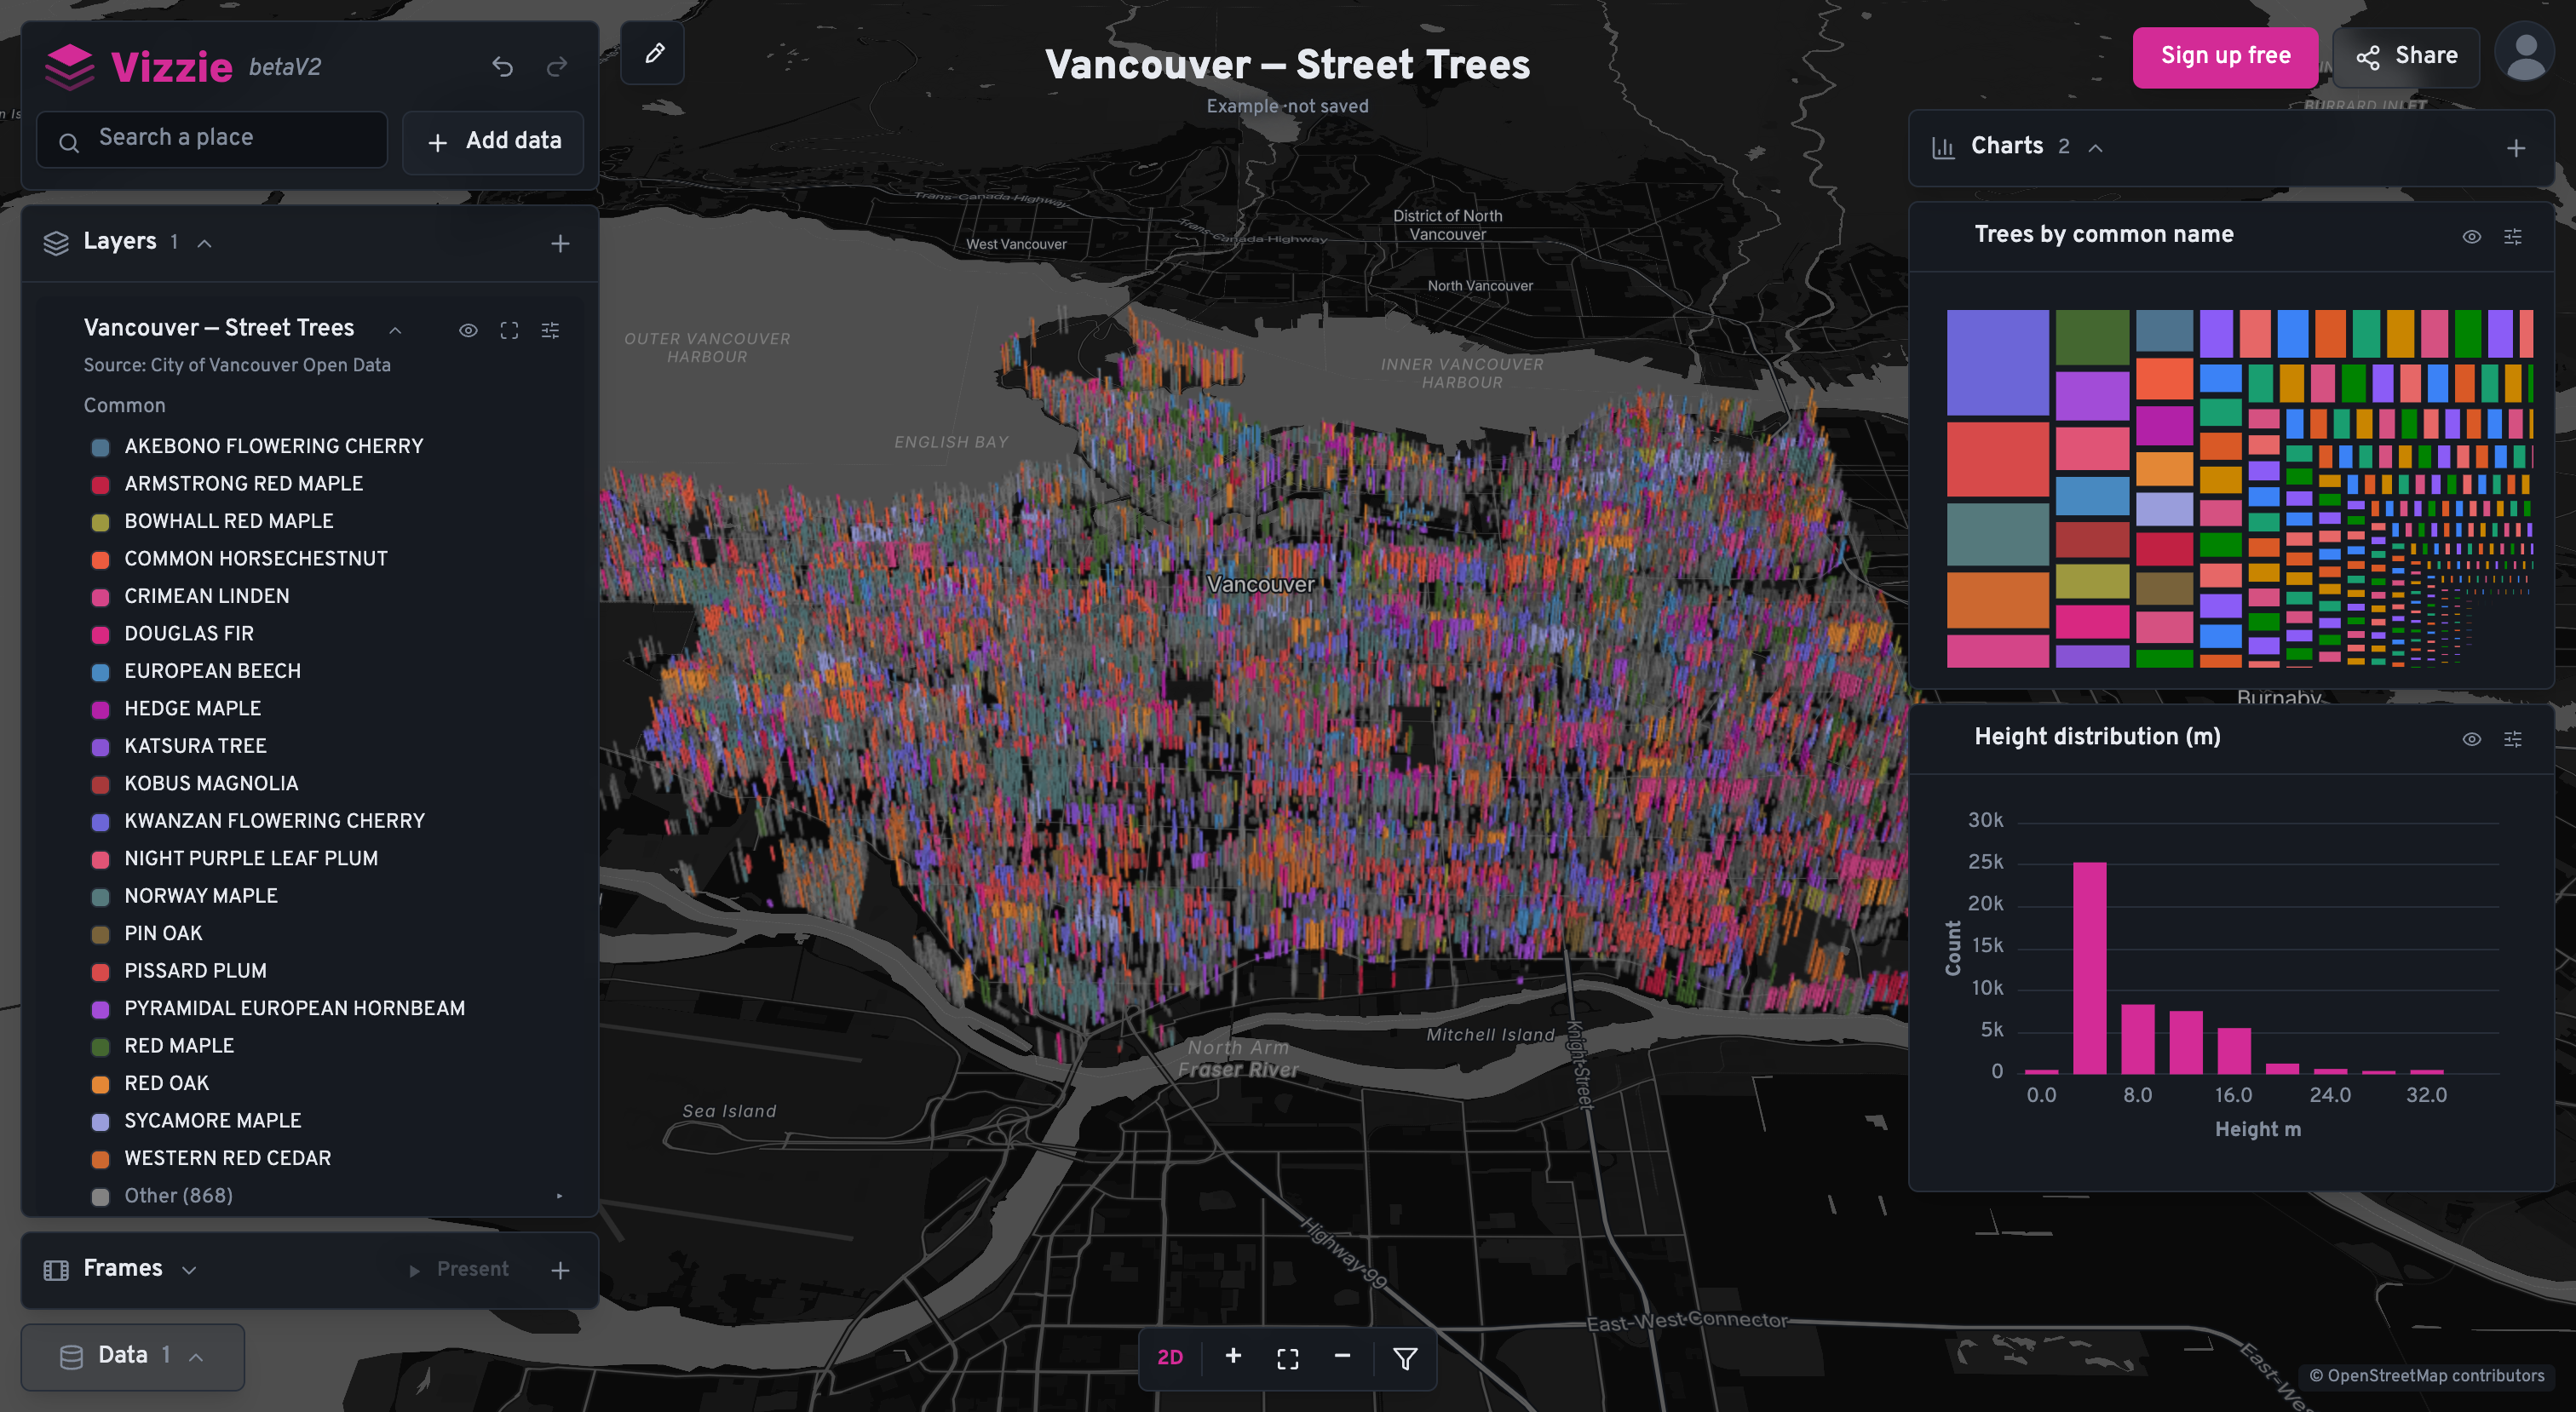 Vizzie betaV2
Search a place
Add data
Layers 1
Vancouver – Street Trees
Source: City of Vancouver Open Data
Common
AKEBONO FLOWERING CHERRY
ARMSTRONG RED MAPLE
BOWHALL RED MAPLE
COMMON HORSECHESTNUT
CRIMEAN LINDEN
DOUGLAS FIR
EUROPEAN BEECH
HEDGE MAPLE
KATSURA TREE
KOBUS MAGNOLIA
KWANZAN FLOWERING CHERRY
NIGHT PURPLE LEAF PLUM
NORWAY MAPLE
PIN OAK
PISSARD PLUM
PYRAMIDAL EUROPEAN HORNBEAM
RED MAPLE
RED OAK
SYCAMORE MAPLE
WESTERN RED CEDAR
Other (868)
Frames
Present
Data 1
Vancouver – Street Trees
Example · not saved
Trans-Canada Highway
Trans-Canada Highway
West Vancouver
District of North
Vancouver
North Vancouver
OUTER VANCOUVER
HARBOUR
INNER VANCOUVER
HARBOUR
ENGLISH BAY
Vancouver
Mitchell Island
North Arm
Fraser River
Knight Street
Sea Island
Highway 99
East-West Connector
2D
Sign up free
Share
BURRARD INLET
Charts 2
Trees by common name
Burnaby
Height distribution (m)
30k
25k
20k
15k
10k
5k
0
Count
0.0 8.0 16.0 24.0 32.0
Height m
© OpenStreetMap contributors